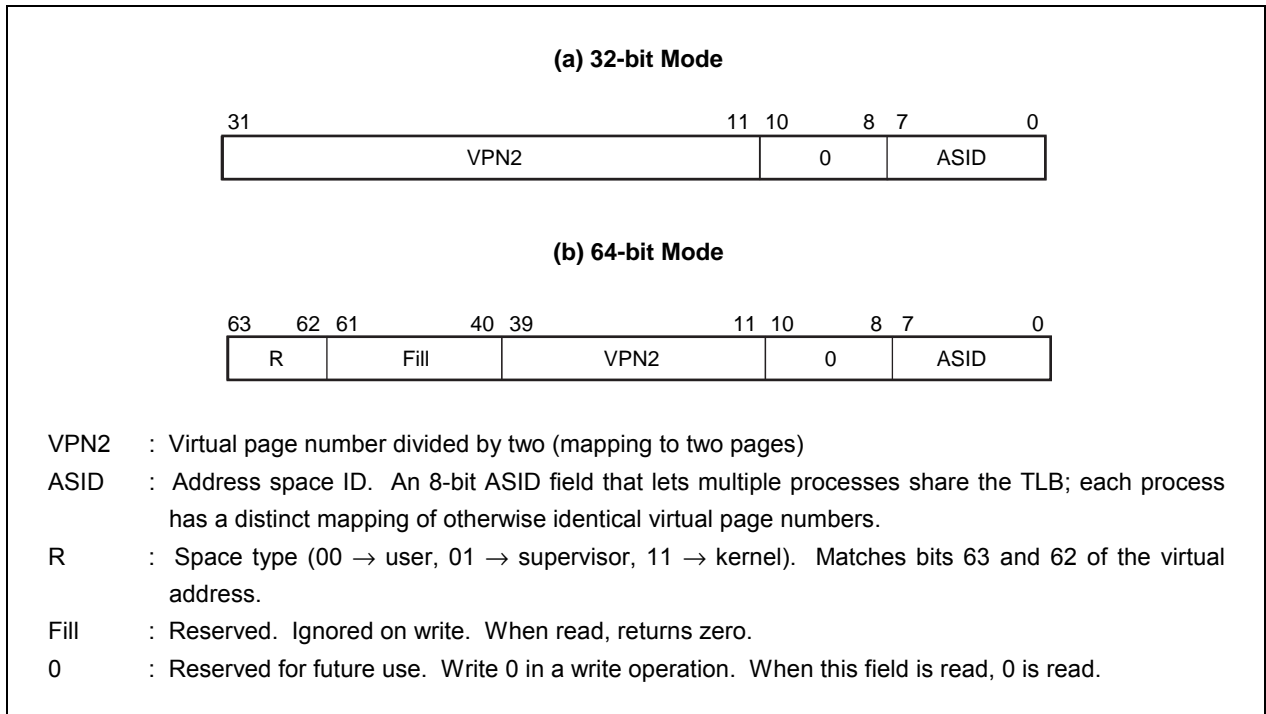 (a) 32-bit Mode
31 11 10 8 7 0
VPN2 0 ASID
(b) 64-bit Mode
63 62 61 40 39 11 10 8 7 0
R Fill VPN2 0 ASID
VPN2 : Virtual page number divided by two (mapping to two pages)
ASID : Address space ID. An 8-bit ASID field that lets multiple processes share the TLB; each process
has a distinct mapping of otherwise identical virtual page numbers.
R : Space type (00 → user, 01 → supervisor, 11 → kernel). Matches bits 63 and 62 of the virtual
address.
Fill : Reserved. Ignored on write. When read, returns zero.
0 : Reserved for future use. Write 0 in a write operation. When this field is read, 0 is read.